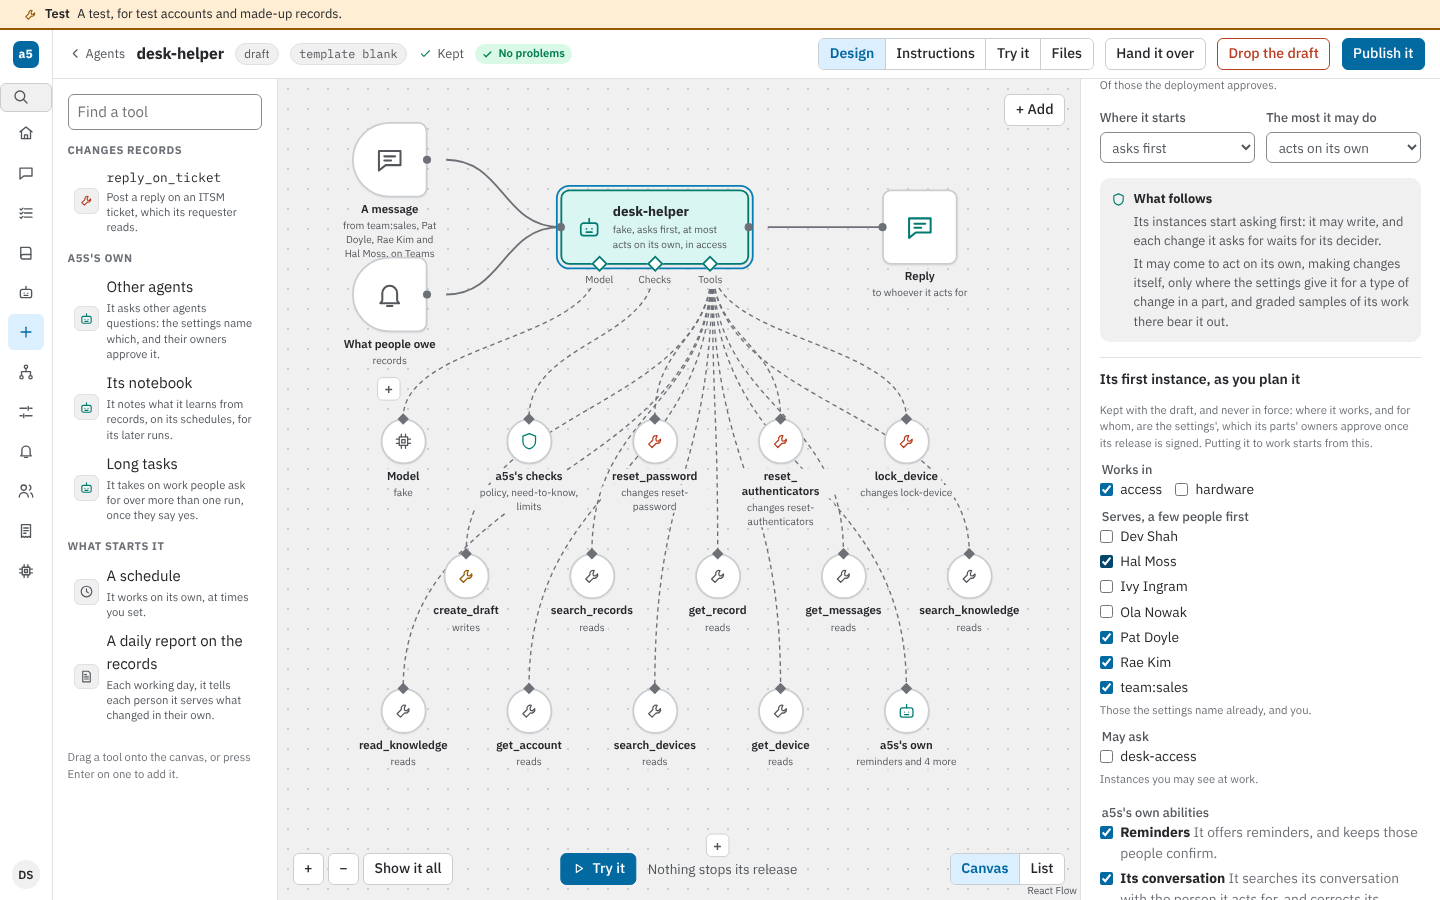 Test A test, for test accounts and made-up records.
a5
Agents
desk-helper
draft
template blank
Kept
No problems
Design
Instructions
Try it
Files
Hand it over
Drop the draft
Publish it
Find a tool
CHANGES RECORDS
reply_on_ticket
Post a reply on an ITSM
ticket, which its requester
reads.
A5S'S OWN
Other agents
It asks other agents
questions: the settings name
which, and their owners
approve it.
Its notebook
It notes what it learns from
records, on its schedules, for
its later runs.
Long tasks
It takes on work people ask
for over more than one run,
once they say yes.
WHAT STARTS IT
A schedule
It works on its own, at times
you set.
A daily report on the
records
Each working day, it tells
each person it serves what
changed in their own.
Drag a tool onto the canvas, or press
Enter on one to add it.
DS
+ Add
A message
from team:sales, Pat
Doyle, Rae Kim and
Hal Moss, on Teams
What people owe
records
+
desk-helper
fake, asks first, at most
acts on its own, in access
Model
Checks
Tools
Reply
to whoever it acts for
Model
fake
a5s's checks
policy, need-to-know,
limits
reset_password
changes reset-
password
reset_
authenticators
changes reset-
authenticators
lock_device
changes lock-device
create_draft
writes
search_records
reads
get_record
reads
get_messages
reads
search_knowledge
reads
read_knowledge
reads
get_account
reads
search_devices
reads
get_device
reads
a5s's own
reminders and 4 more
+
+
−
Show it all
Try it
Nothing stops its release
Canvas
List
React Flow
Of those the deployment approves.
Where it starts
The most it may do
asks first
acts on its own
What follows
Its instances start asking first: it may write, and
each change it asks for waits for its decider.
It may come to act on its own, making changes
itself, only where the settings give it for a type of
change in a part, and graded samples of its work
there bear it out.
Its first instance, as you plan it
Kept with the draft, and never in force: where it works, and for
whom, are the settings', which its parts' owners approve once
its release is signed. Putting it to work starts from this.
Works in
access
hardware
Serves, a few people first
Dev Shah
Hal Moss
Ivy Ingram
Ola Nowak
Pat Doyle
Rae Kim
team:sales
Those the settings name already, and you.
May ask
desk-access
Instances you may see at work.
a5s's own abilities
Reminders It offers reminders, and keeps those
people confirm.
Its conversation It searches its conversation
with the person it acts for, and corrects its